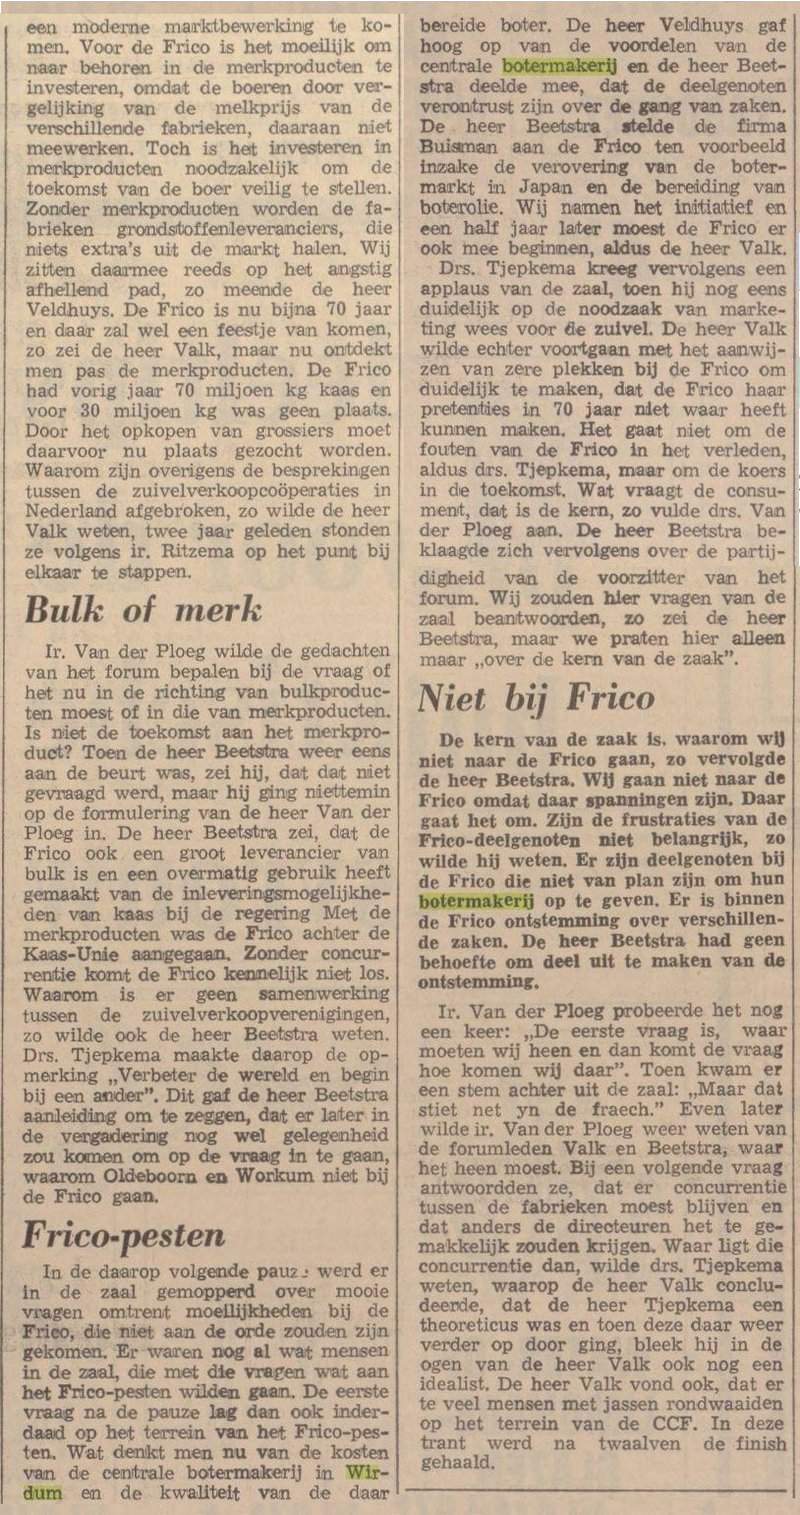 een moderne marktbewerking te ko-
men. Voor de Frico is het moeilijk om
naar behoren in de merkproducten te
investeren, omdat de boeren door ver-
gelijking van de melkprijs van de
verschillende fabrieken, daaraan niet
meewerken. Toch is het investeren in
merkproducten noodzakelijk om de
toekomst van de boer veilig te stellen.
Zonder merkproducten worden de fa-
brieken grondstoffenleveranciers, die
niets extra's uit de markt halen. Wij
zitten daarmee reeds op het angstig
afhellend pad, zo meende de heer
Veldhuys. De Frico is nu bijna 70 jaar
en daar zal wel een feestje van komen,
zo zei de heer Valk, maar nu ontdekt
men pas de merkproducten. De Frico
had vorig jaar 70 miljoen kg kaas en
voor 30 miljoen kg was geen plaats.
Door het opkopen van grossiers moet
daarvoor nu plaats gezocht worden.
Waarom zijn overigens de besprekingen
tussen de zuivelverkoopcoöperaties in
Nederland afgebroken, zo wilde de heer
Valk weten, twee jaar geleden stonden
ze volgens ir. Ritzema op het punt bij
elkaar te stappen.
Bulk of merk
Ir. Van der Ploeg wilde de gedachten
van het forum bepalen bij de vraag of
het nu in de richting van bulkproduc-
ten moest of in die van merkproducten.
Is niet de toekomst aan het merkpro-
duct? Toen de heer Beetstra weer eens
aan de beurt was, zei hij, dat dat niet
gevraagd werd, maar hij ging niettemin
op de formulering van de heer Van der
Ploeg in. De heer Beetstra zei, dat de
Frico ook een groot leverancier van
bulk is en een overmatig gebruik heeft
gemaakt van de inleveringsmogelijkhe-
den van kaas bij de regering Met de
merkproducten was de Frico achter de
Kaas-Unie aangegaan. Zonder concur-
rentie komt de Frico kennelijk niet los.
Waarom is er geen samenwerking
tussen de zuivelverkoopverenigingen,
zo wilde ook de heer Beetstra weten.
Drs. Tjepkema maakte daarop de op-
merking „Verbeter de wereld en begin
bij een ander”. Dit gaf de heer Beetstra
aanleiding om te zeggen, dat er later in
de vergadering nog wel gelegenheid
zou komen om op de vraag in te gaan,
waarom Oldeboorn en Workum niet bij
de Frico gaan.
Frico-pesten
In de daarop volgende pauze werd er
in de zaal gemopperd over mooie
vragen omtrent moeilijkheden bij de
Frico, die niet aan de orde zouden zijn
gekomen. Er waren nog al wat mensen
in de zaal, die met die vragen wat aan
het Frico-pesten wilden gaan. De eerste
vraag na de pauze lag dan ook inder-
daad op het terrein van het Frico-pes-
ten. Wat denkt men nu van de kosten
van de centrale botermakerij in Wir-
dum en de kwaliteit van de daar
bereide boter. De heer Veldhuys gaf
hoog op van de voordelen van de
centrale botermakerij en de heer Beet-
stra deelde mee, dat de deelgenoten
verontrust zijn over de gang van zaken.
De heer Beetstra stelde de firma
Buisman aan de Frico ten voorbeeld
inzake de verovering van de boter-
markt in Japan en de bereiding van
boterolie. Wij namen het initiatief en
een half jaar later moest de Frico er
ook mee beginnen, aldus de heer Valk.
Drs. Tjepkema kreeg vervolgens een
applaus van de zaal, toen hij nog eens
duidelijk op de noodzaak van marke-
ting wees voor de zuivel. De heer Valk
wilde echter voortgaan met het aanwij-
zen van zere plekken bij de Frico om
duidelijk te maken, dat de Frico haar
pretenties in 70 jaar niet waar heeft
kunnen maken. Het gaat niet om de
fouten van de Frico in het verleden,
aldus drs. Tjepkema, maar om de koers
in de toekomst. Wat vraagt de consu-
ment, dat is de kern, zo vulde drs. Van
der Ploeg aan. De heer Beetstra be-
klaagde zich vervolgens over de partij-
digheid van de voorzitter van het
forum. Wij zouden hier vragen van de
zaal beantwoorden, zo zei de heer
Beetstra, maar we praten hier alleen
maar „over de kern van de zaak”.
Niet bij Frico
De kern van de zaak is. waarom wij
niet naar de Frico gaan, zo vervolgde
de heer Beetstra. Wij gaan niet naar de
Frico omdat daar spanningen zijn. Daar
gaat het om. Zijn de frustraties van de
Frico-deelgenoten niet belangrijk, zo
wilde hij weten. Er zijn deelgenoten bij
de Frico die niet van plan zijn om hun
botermakerij op te geven. Er is binnen
de Frico ontstemming over verschillen-
de zaken. De heer Beetstra had geen
behoefte om deel uit te maken van de
ontstemming.
Ir. Van der Ploeg probeerde het nog
een keer: „De eerste vraag is, waar
moeten wij heen en dan komt de vraag
hoe komen wij daar”. Toen kwam er
een stem achter uit de zaal: „Maar dat
stiet net yn de fraech.” Even later
wilde ir. Van der Ploeg weer weten van
de forumleden Valk en Beetstra, waar
het heen moest. Bij een volgende vraag
antwoordden ze, dat er concurrentie
tussen de fabrieken moest blijven en
dat anders de directeuren het te ge-
makkelijk zouden krijgen. Waar ligt die
concurrentie dan, wilde drs. Tjepkema
weten, waarop de heer Valk conclu-
deerde, dat de heer Tjepkema een
theoreticus was en toen deze daar weer
verder op door ging, bleek hij in de
ogen van de heer Valk ook nog een
idealist. De heer Valk vond ook, dat er
te veel mensen met jassen rondwaaiden
op het terrein van de CCF. In deze
trant werd na twaalven de finish
gehaald.